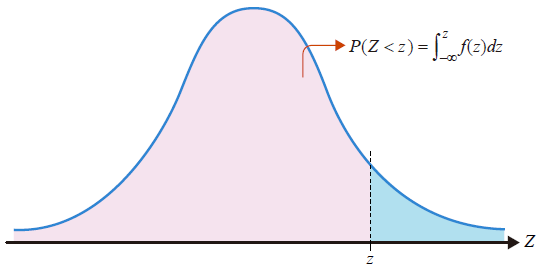 P(Z < z) = ∫_{-∞}^{z} f(z)dz
Z
z